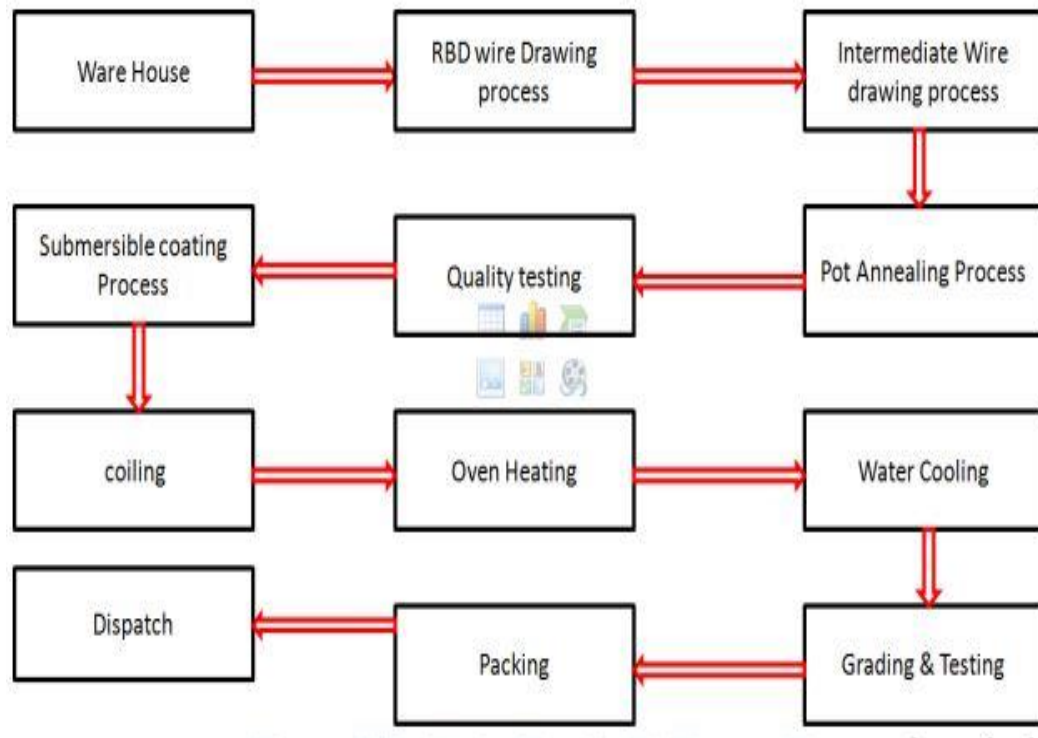 Ware House
RBD wire Drawing
process
Intermediate Wire
drawing process
Pot Annealing Process
Quality testing
Submersible coating
Process
coiling
Oven Heating
Water Cooling
Grading & Testing
Packing
Dispatch